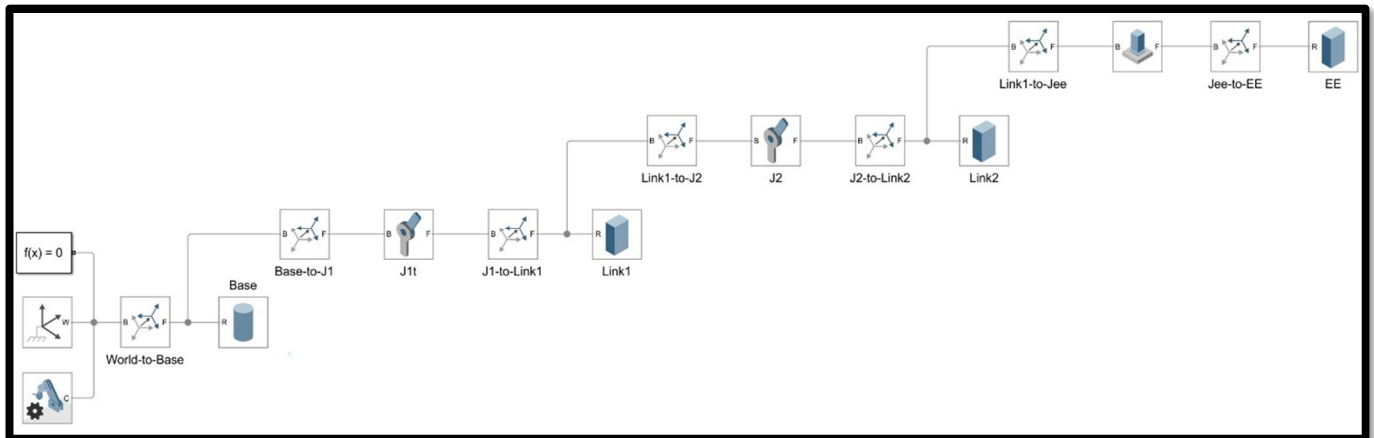 B F B F B F R
Link1-to-Jee Jee-to-EE EE
B F B F B F R
Link1-to-J2 J2 J2-to-Link2 Link2
B F B F B F R
f(x) = 0
Base-to-J1 J1t J1-to-Link1 Link1
Base
W B F R
World-to-Base
C